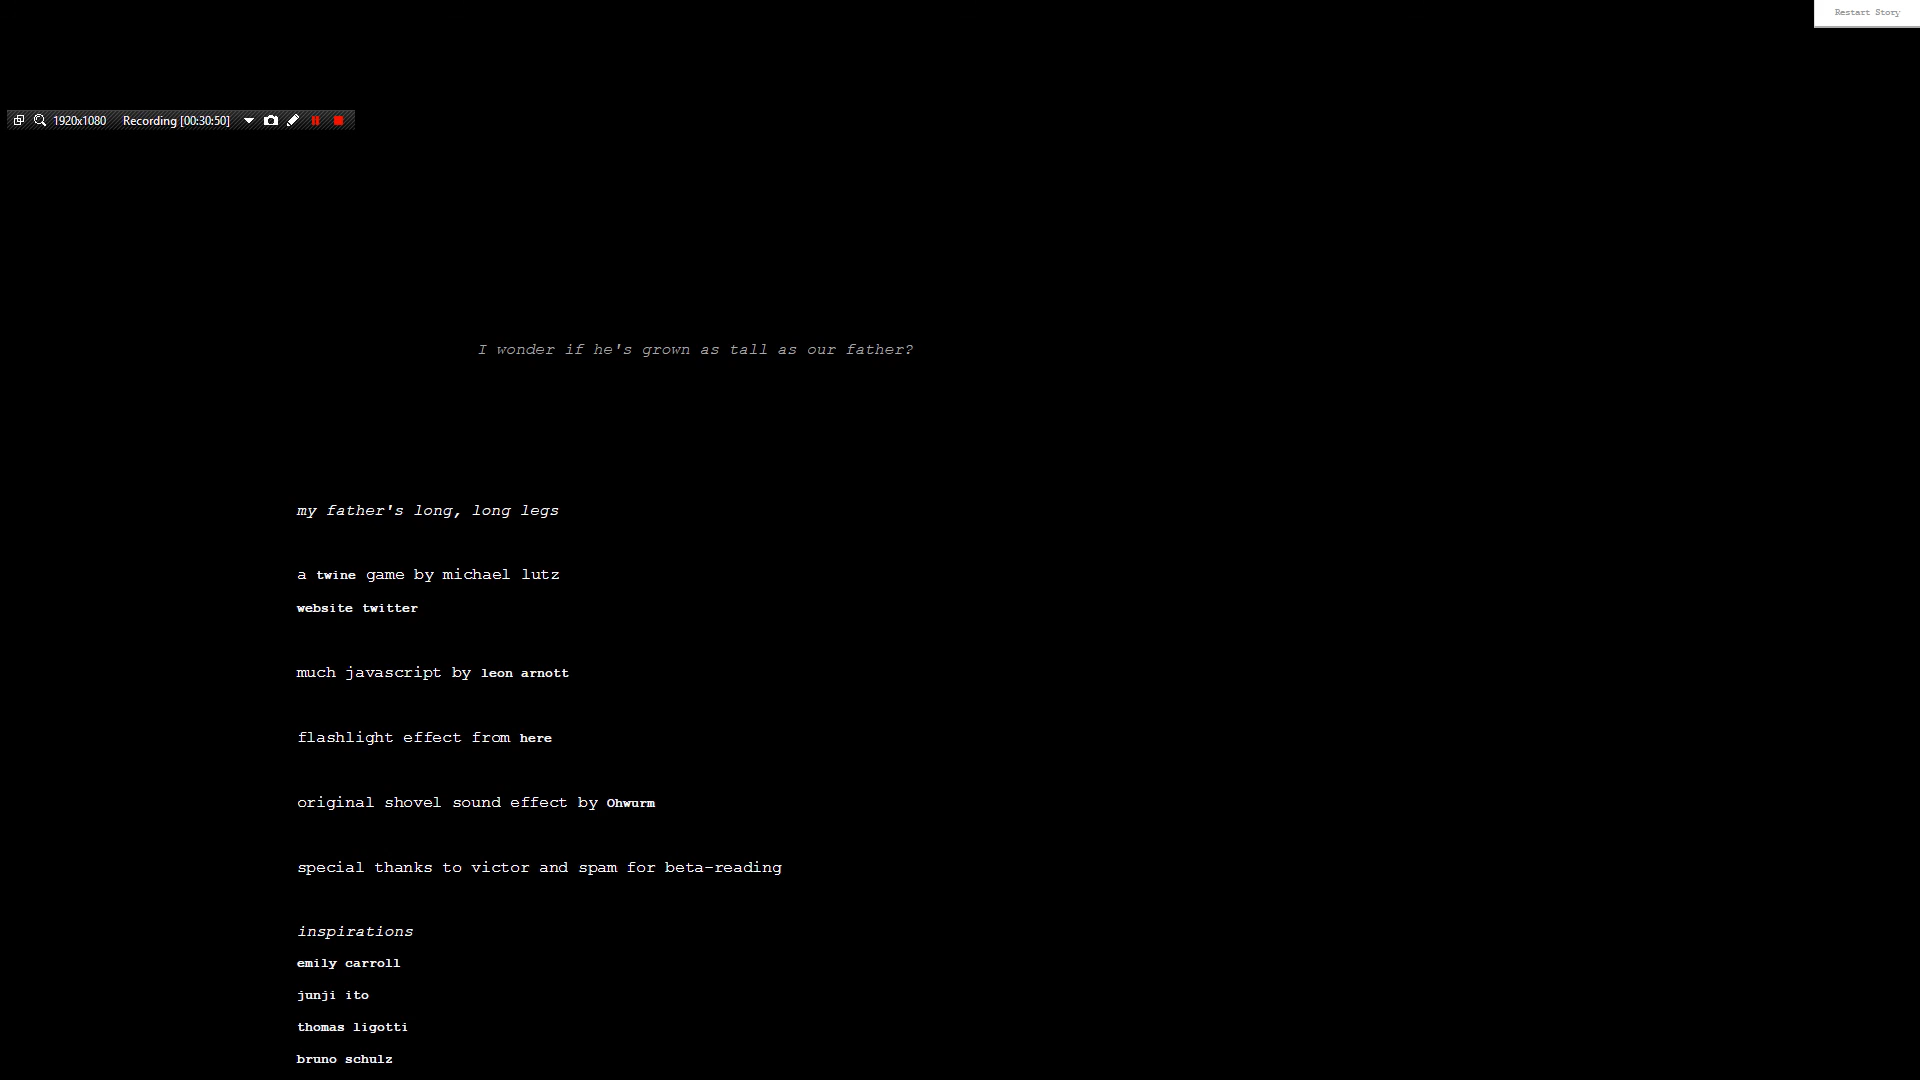 Restart Story
1920x1080 Recording [00:30:50]
I wonder if he's grown as tall as our father?
my father's long, long legs
a twine game by michael lutz
website twitter
much javascript by leon arnott
flashlight effect from here
original shovel sound effect by Ohwurm
special thanks to victor and spam for beta-reading
inspirations
emily carroll
junji ito
thomas ligotti
bruno schulz